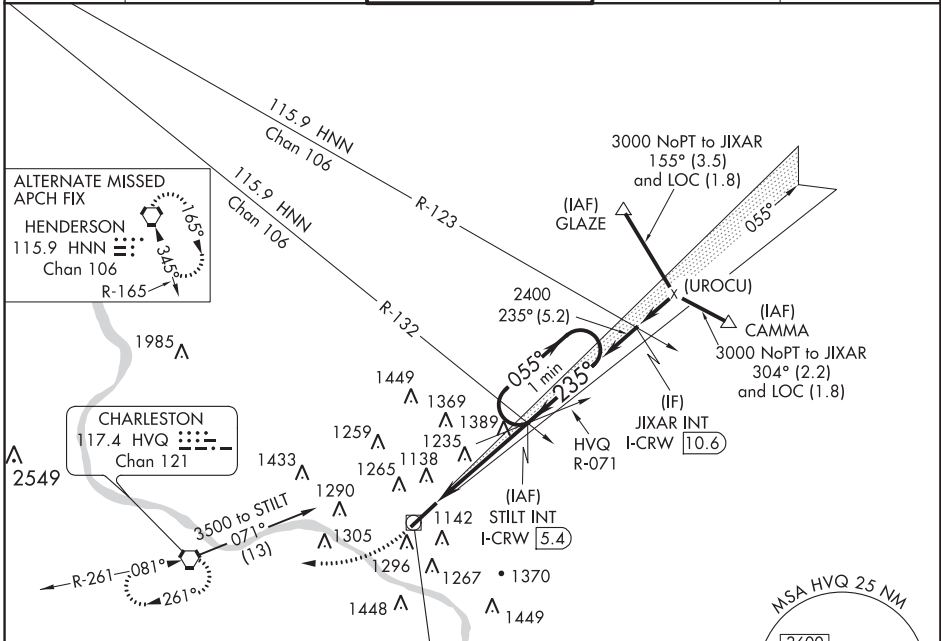 115.9 HNN
Chan 106
R-123
115.9 HNN
Chan 106
R-132
3000 NoPT to JIXAR
155° (3.5)
and LOC (1.8)
(IAF)
GLAZE
055°
(UROCU)
(IAF)
CAMMA
3000 NoPT to JIXAR
304° (2.2)
and LOC (1.8)
ALTERNATE MISSED
APCH FIX
HENDERSON
115.9 HNN
Chan 106
165°
345°
R-165
2400
235° (5.2)
055°
1 min
235°
(IF)
JIXAR INT
I-CRW 10.6
HVQ
R-071
(IAF)
STILT INT
I-CRW 5.4
1985
1449
1369
1389
1259
1235
1433
1265
1138
1290
1305
1142
1296
1267
1370
1448
1449
2549
CHARLESTON
117.4 HVQ
Chan 121
3500 to STILT
071°
(13)
R-261
081°
261°
MSA HVQ 25 NM